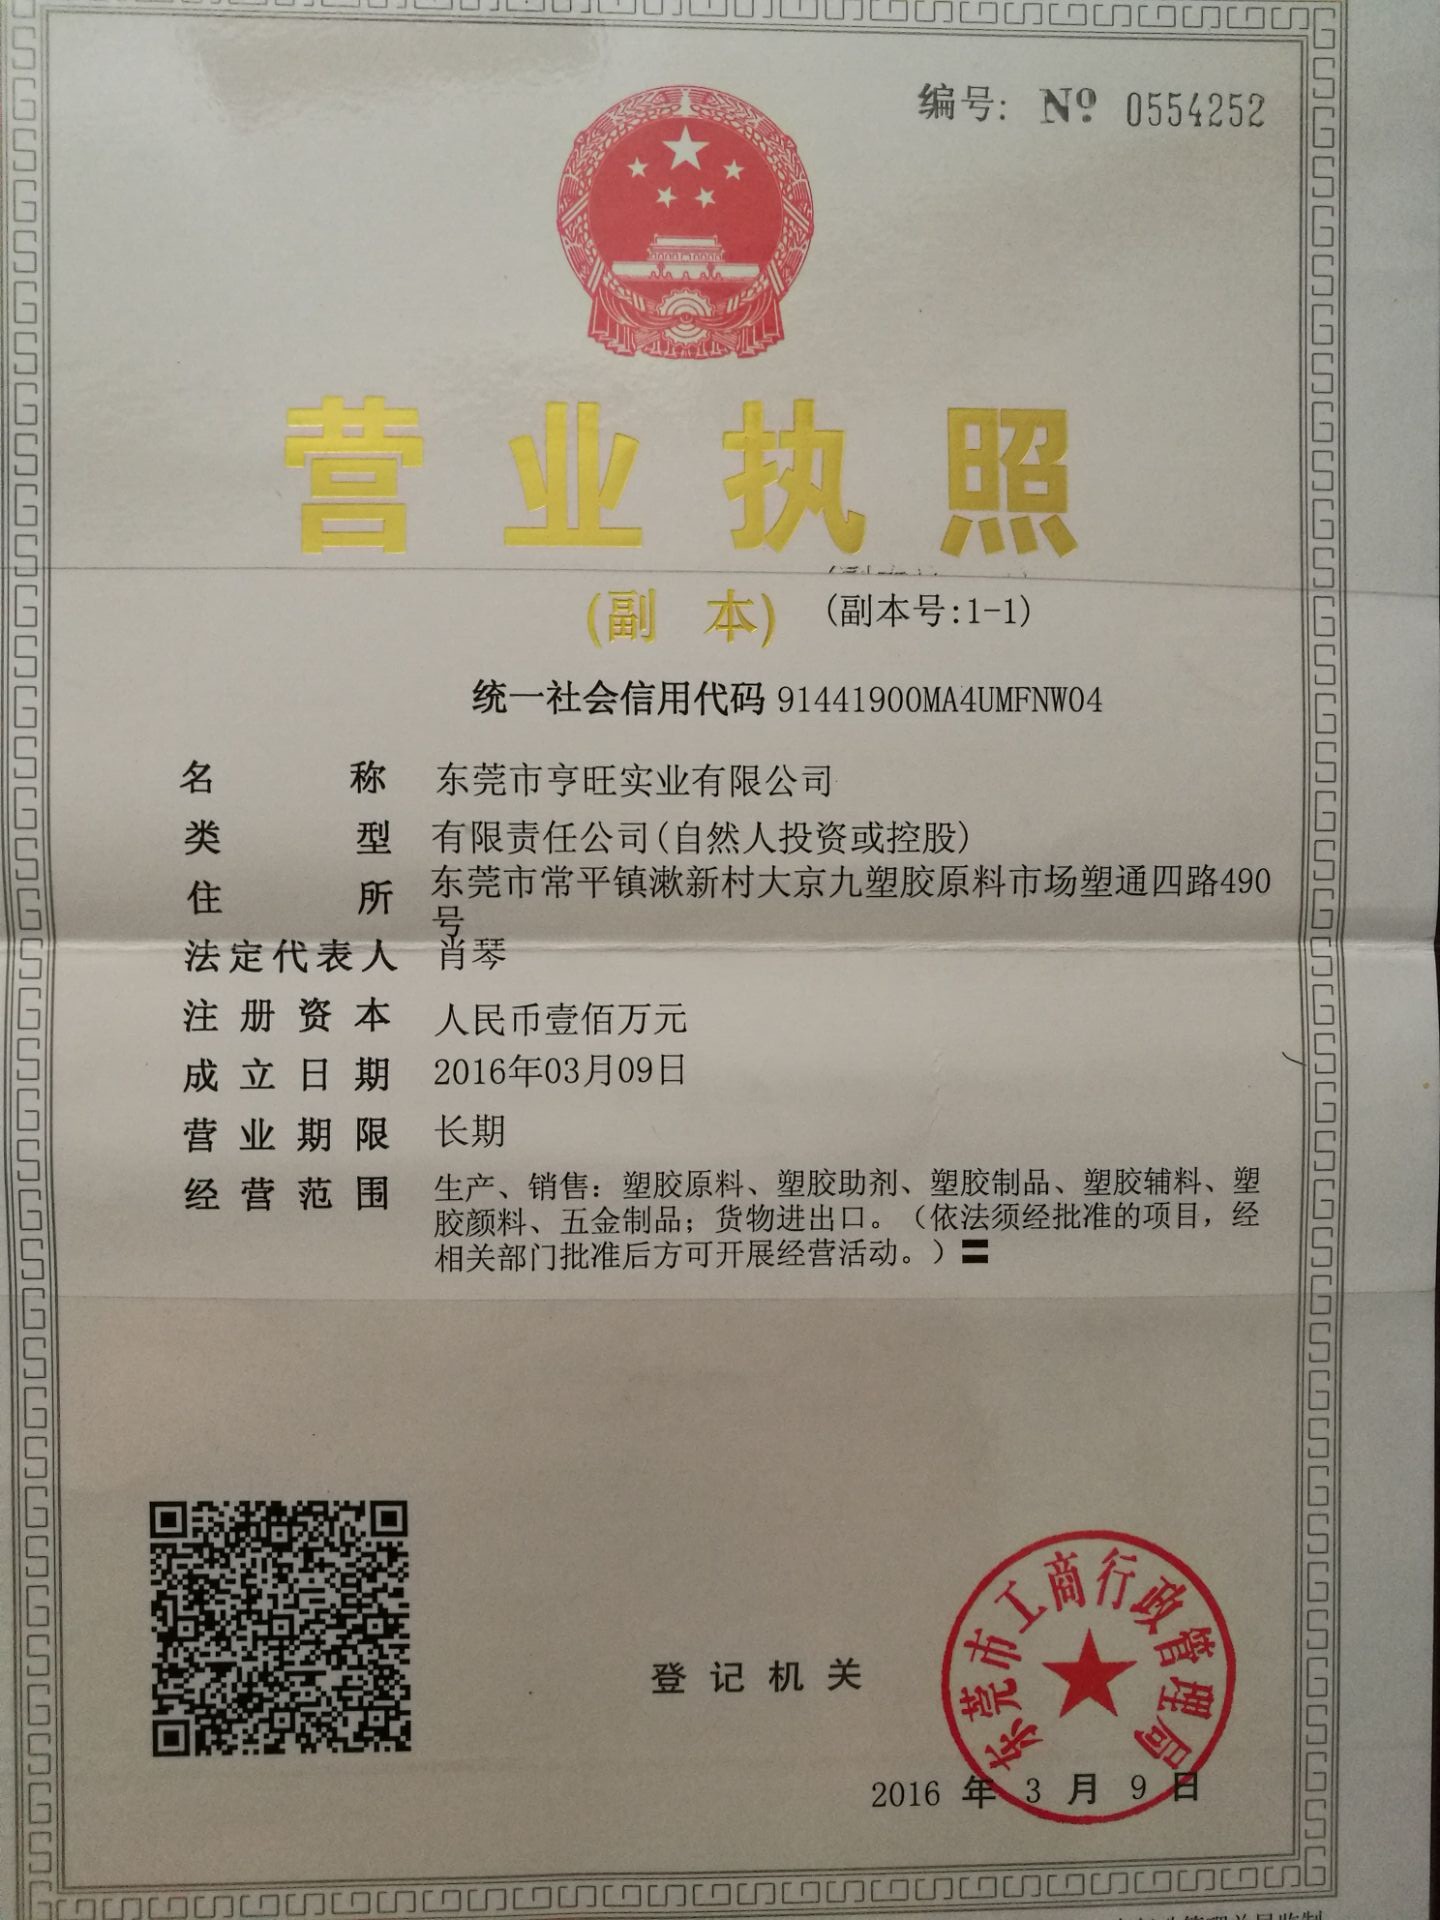 编号: Nº 0554252
营业执照
(副 本) (副本号:1-1)
统一社会信用代码 91441900MA4UMFNW04
名称 东莞市亨旺实业有限公司
类型 有限责任公司(自然人投资或控股)
住所 东莞市常平镇漱新村大京九塑胶原料市场塑通四路490
号
法定代表人 肖琴
注册资本 人民币壹佰万元
成立日期 2016年03月09日
营业期限 长期
经营范围 生产、销售：塑胶原料、塑胶助剂、塑胶制品、塑胶辅料、塑
胶颜料、五金制品；货物进出口。（依法须经批准的项目，经
相关部门批准后方可开展经营活动。）
登记机关
东莞市工商行政管理局
2016 年 3 月 9 日